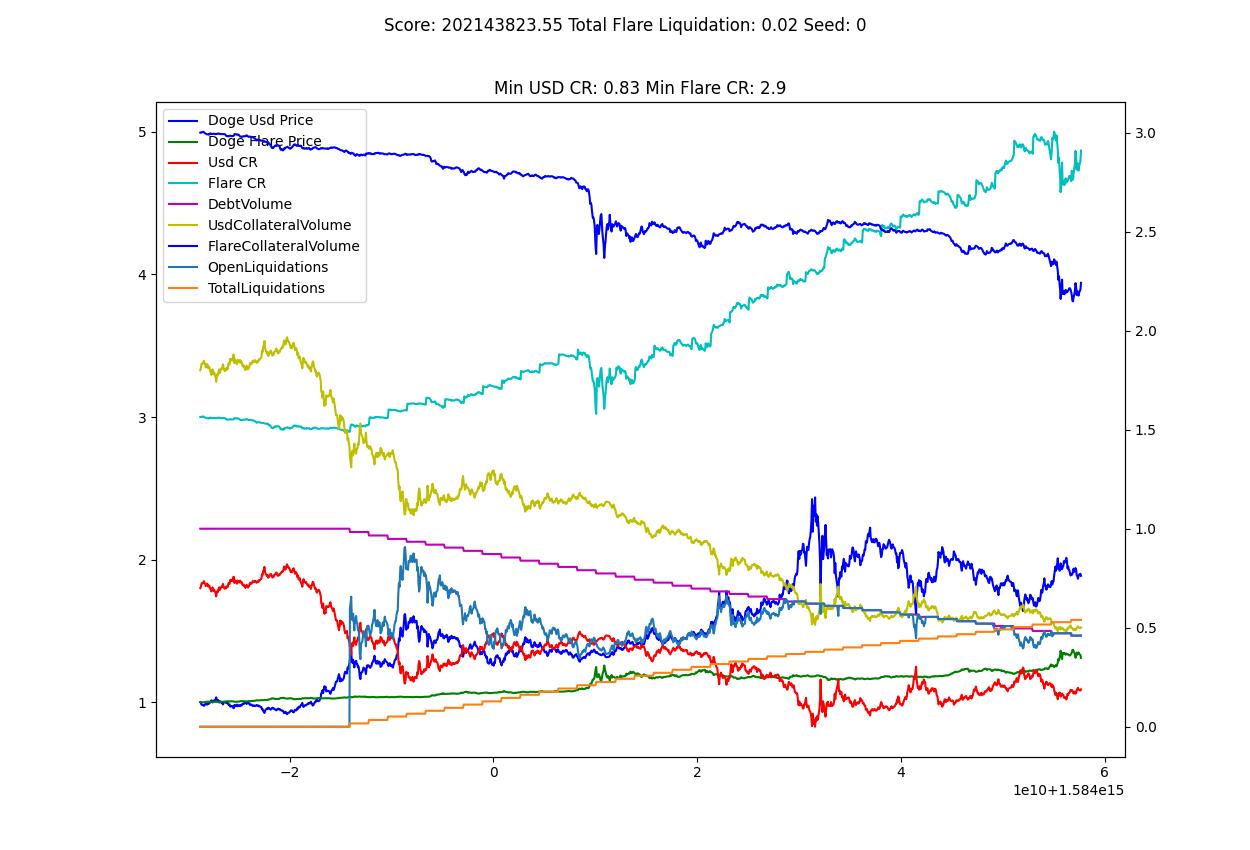 Score: 202143823.55 Total Flare Liquidation: 0.02 Seed: 0
Min USD CR: 0.83 Min Flare CR: 2.9
Doge Usd Price
Doge Flare Price
Usd CR
Flare CR
DebtVolume
UsdCollateralVolume
FlareCollateralVolume
OpenLiquidations
TotalLiquidations
5
4
3
2
1
3.0
2.5
2.0
1.5
1.0
0.5
0.0
−2
0
2
4
6
1e10+1.584e15